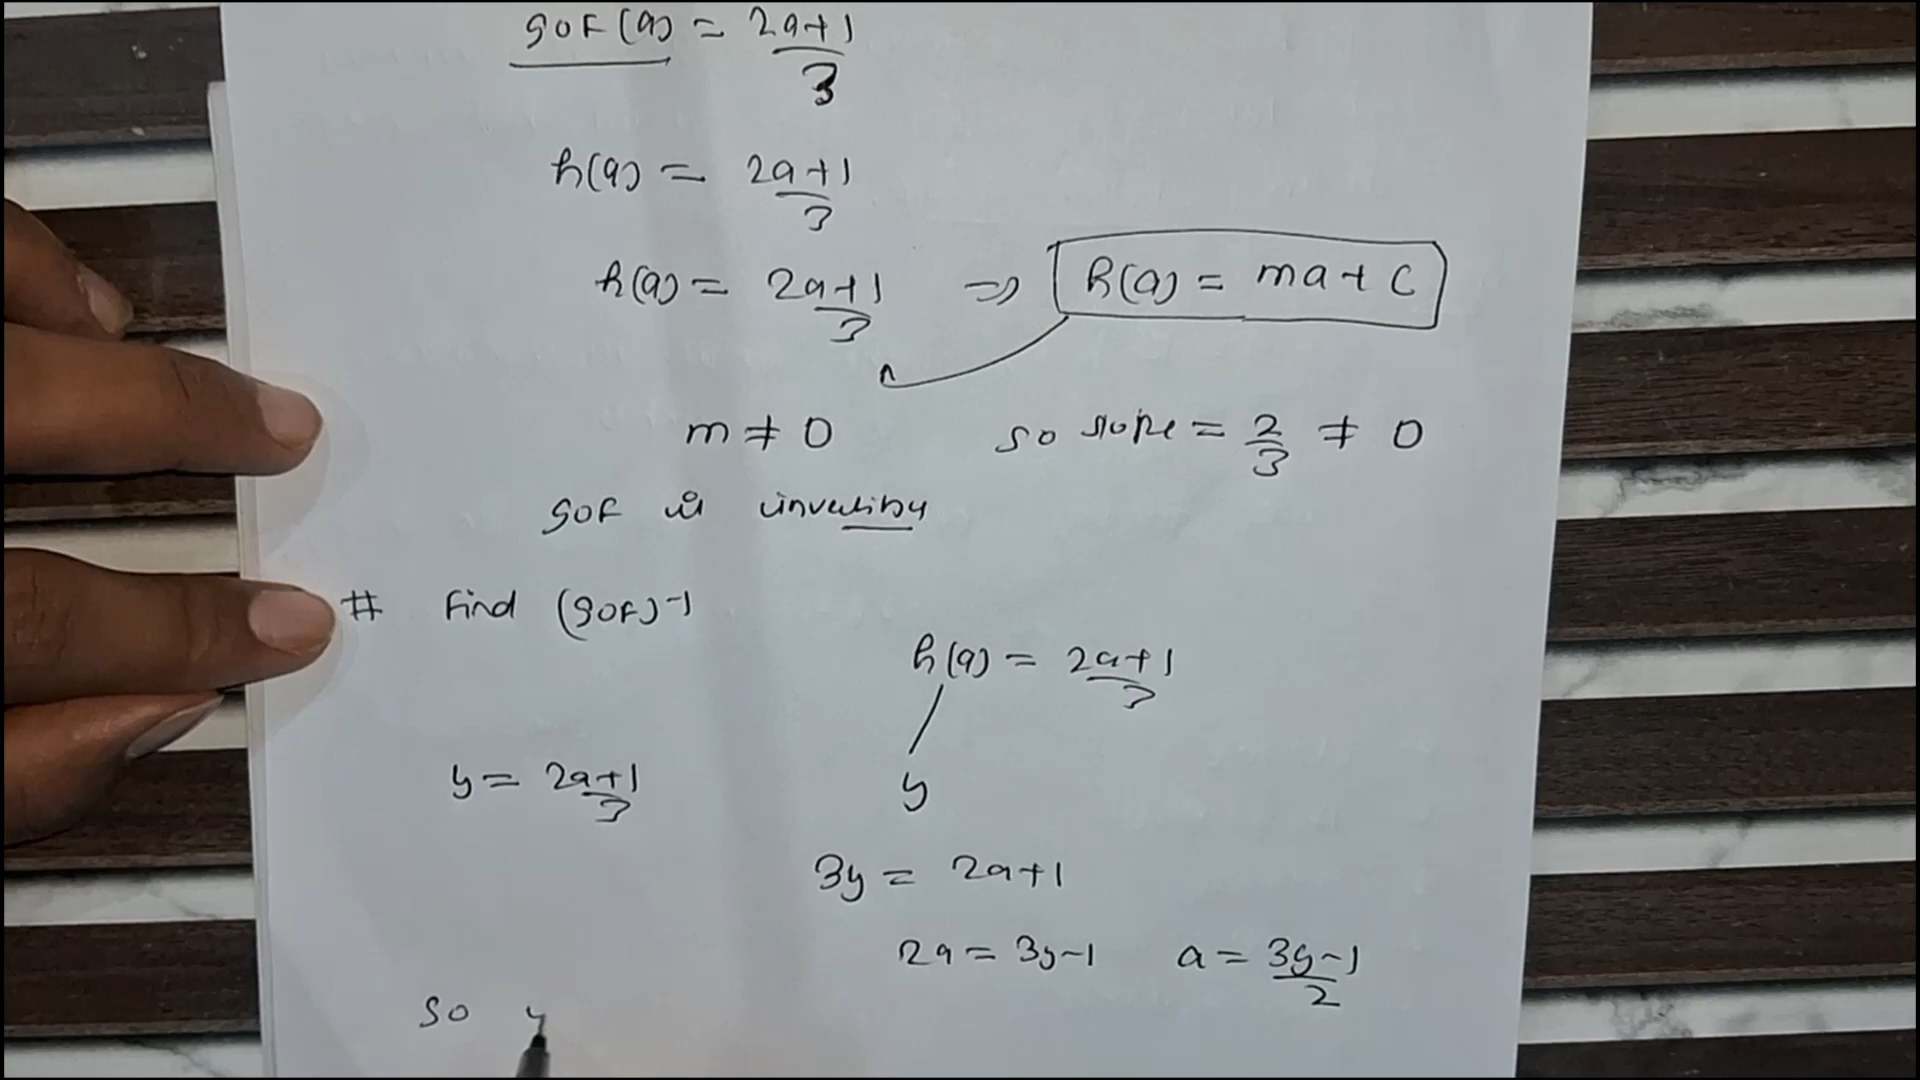 gof(a) = 2a+1/3
h(a) = 2a+1/3
h(a) = 2a+1/3 => h(a) = ma + c
m ≠ 0 so slope = 2/3 ≠ 0
gof is
# Find (gof)-1
h(a) = 2a+1/3
y = 2a+1/3 y
3y = 2a+1
2a = 3y-1 a = 3y-1/2
so